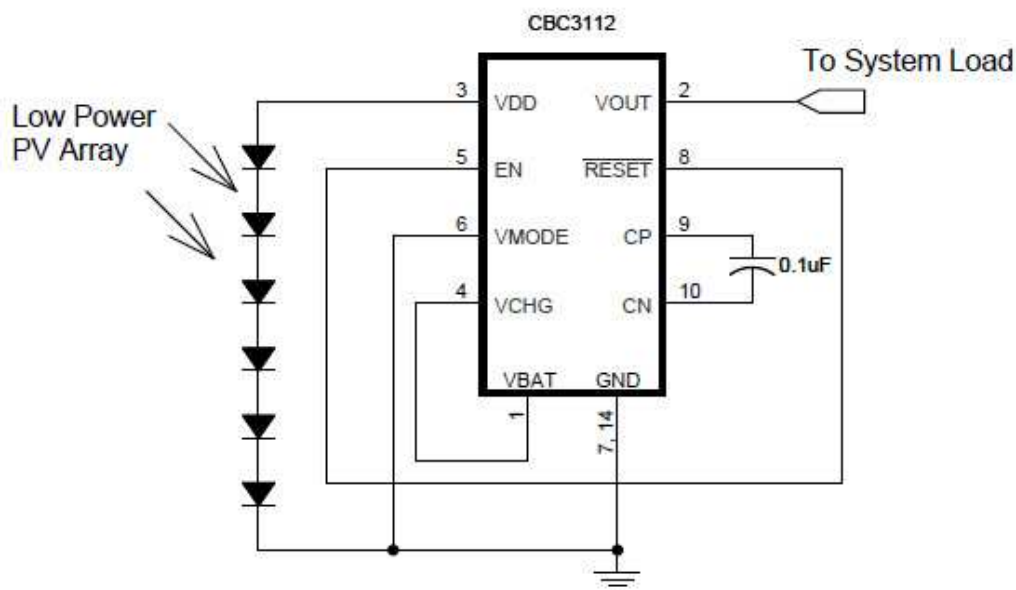 CBC3112
To System Load
Low Power
PV Array
3
VDD
VOUT
2
5
EN
RESET
8
6
VMODE
CP
9
0.1uF
4
VCHG
CN
10
VBAT
GND
1
7, 14